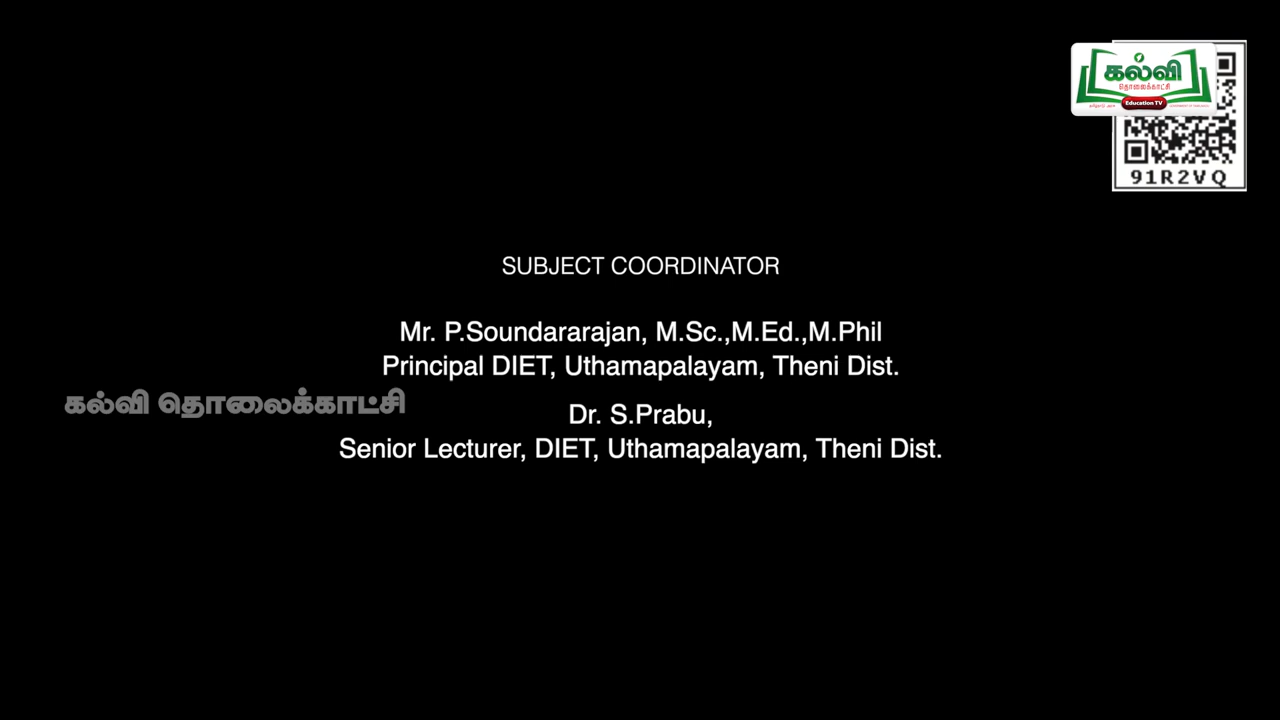 கல்வி
தொலைக்காட்சி
Education TV
91R2VQ
SUBJECT COORDINATOR
Mr. P.Soundararajan, M.Sc.,M.Ed.,M.Phil
Principal DIET, Uthamapalayam, Theni Dist.
கல்வி தொலைக்காட்சி
Dr. S.Prabu,
Senior Lecturer, DIET, Uthamapalayam, Theni Dist.